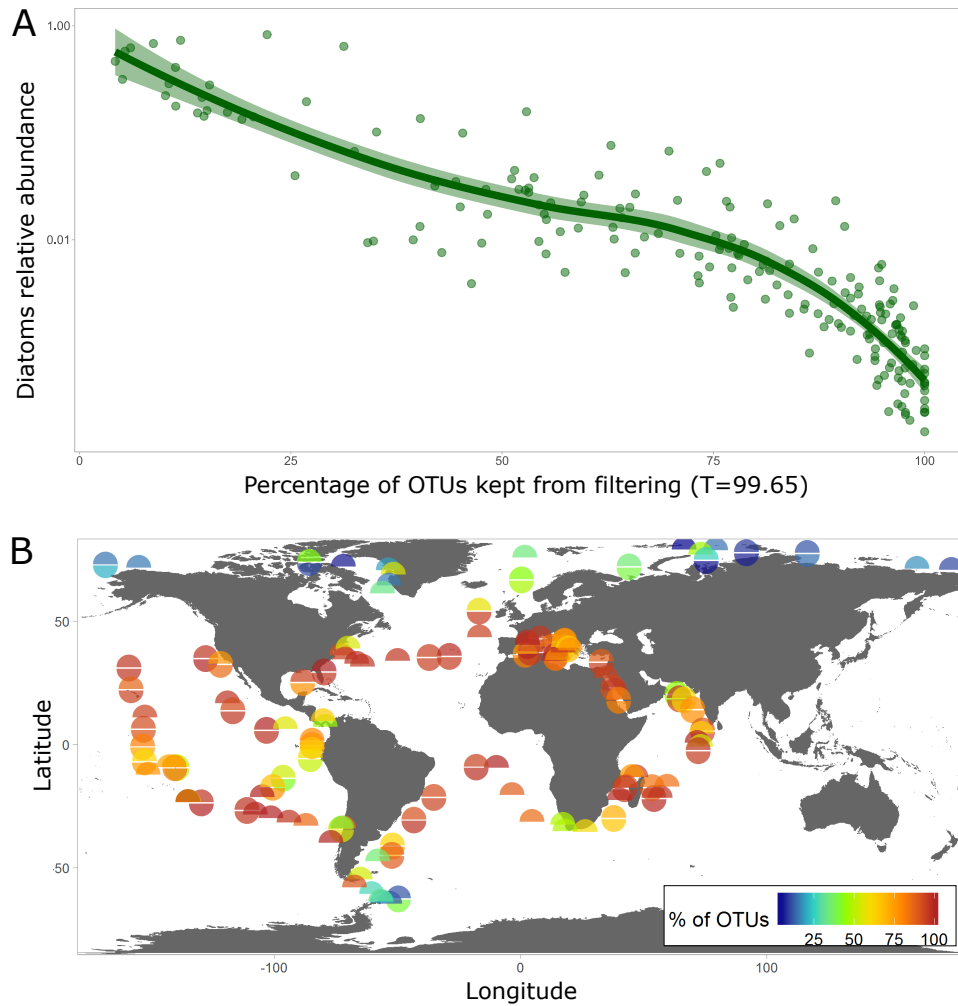 A
1.00
0.01
Diatoms relative abundance
0 25 50 75 100
Percentage of OTUs kept from filtering (T=99.65)
B
50
0
-50
Latitude
% of OTUs
25 50 75 100
-100 0 100
Longitude